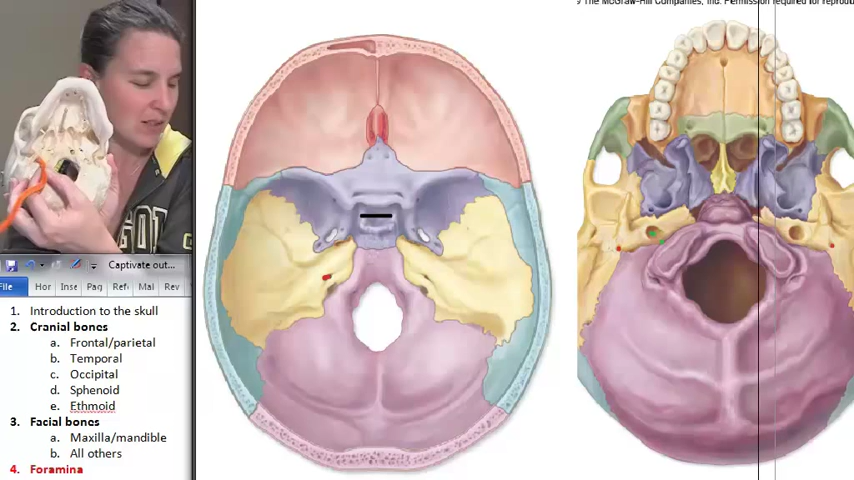 9 The McGraw-Hill Companies, Inc. Permission required for reprodu
GOL
Captivate out...
File
Hor
Inse
Pag
Ref
Mai
Rev
1. Introduction to the skull
2. Cranial bones
a. Frontal/parietal
b. Temporal
c. Occipital
d. Sphenoid
e. Ethmoid
3. Facial bones
a. Maxilla/mandible
b. All others
4. Foramina